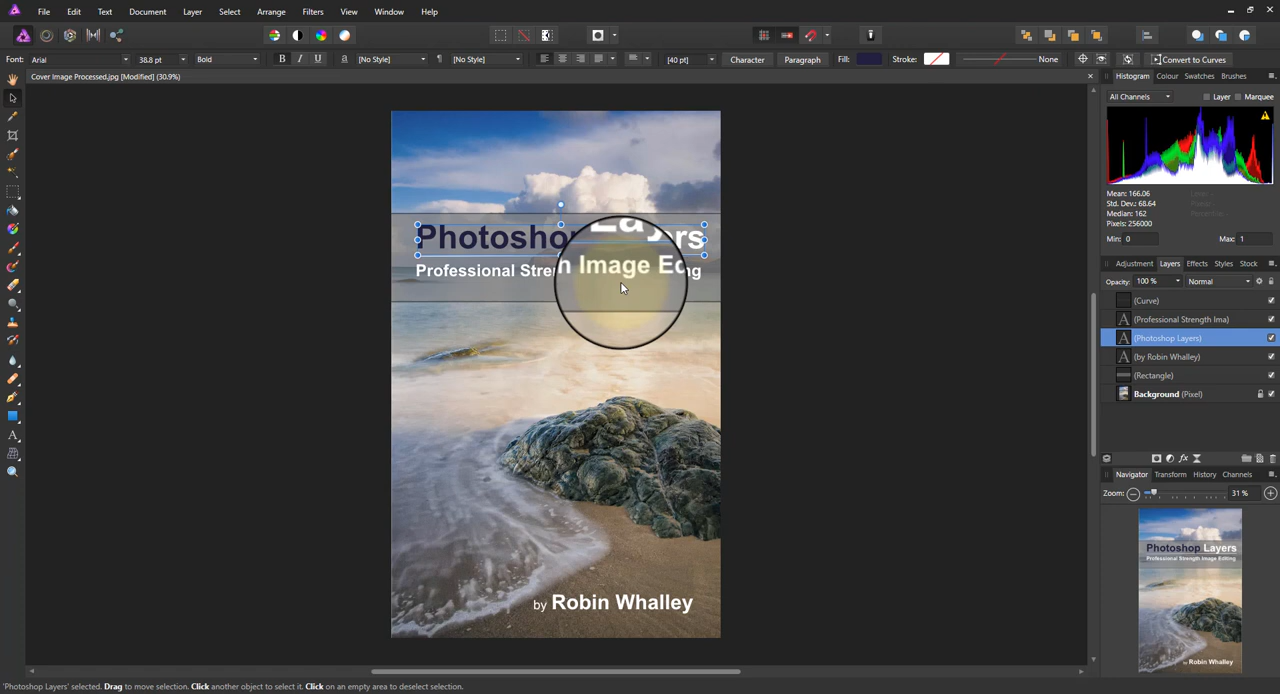 File Edit Text Document Layer Select Arrange Filters View Window Help
Font: Arial 38.8 pt Bold B I U a [No Style] ¶ [No Style] [40 pt] Character Paragraph Fill: Stroke: None Convert to Curves
Cover Image Processed.jpg [Modified] (30.9%)
Histogram Colour Swatches Brushes
All Channels Layer Marquee
Mean: 166.06
Std. Dev.: 68.64
Median: 162
Pixels: 256000
Min: 0 Max: 1
Adjustment Layers Effects Styles Stock
Opacity: 100 % Normal
(Curve)
(Professional Strength Ima)
(Photoshop Layers)
(by Robin Whalley)
(Rectangle)
Background (Pixel)
Navigator Transform History Channels
Zoom: 31 %
Photoshop Layers
Professional Strength Image Editing
by Robin Whalley
Photoshop Layers
Professional Stren h Image Ed ng
by Robin Whalley
'Photoshop Layers' selected. Drag to move selection. Click another object to select it. Click on an empty area to deselect selection.